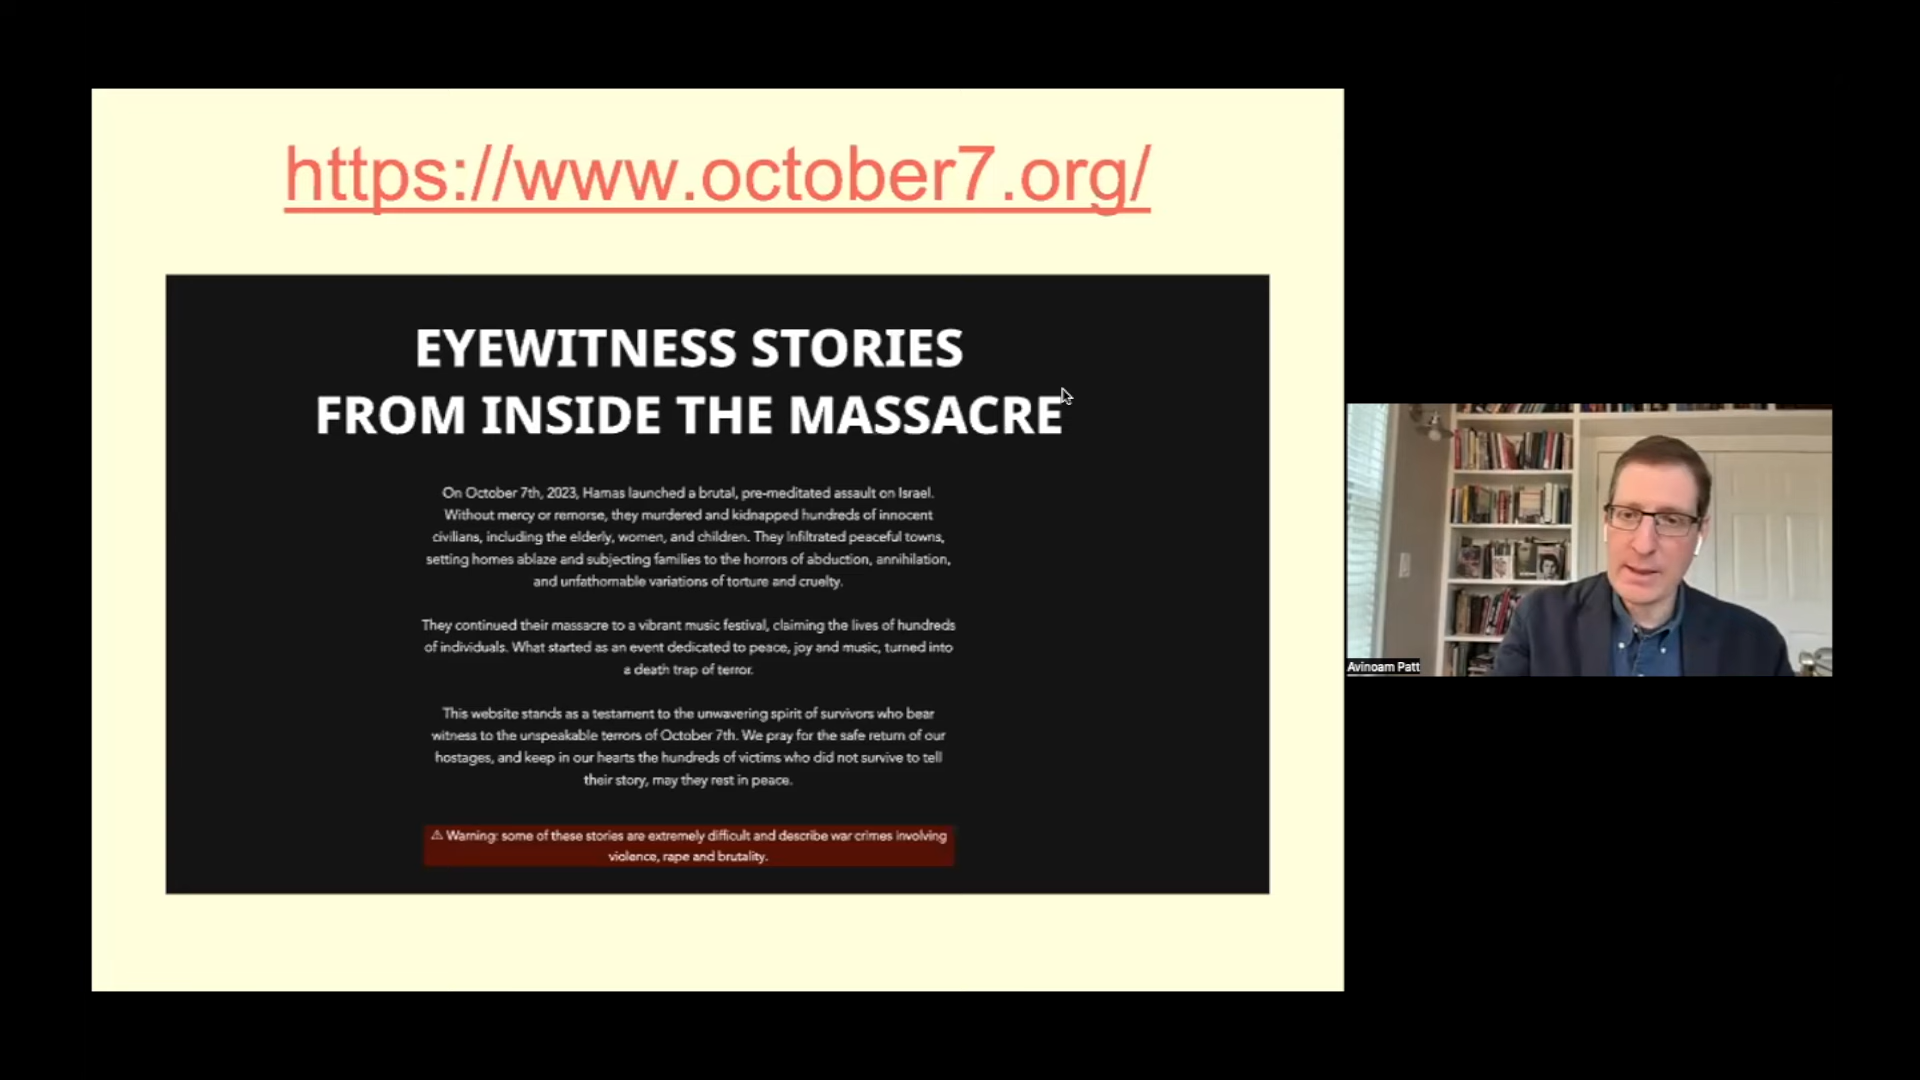 https://www.october7.org/
EYEWITNESS STORIES
FROM INSIDE THE MASSACRE
On October 7th, 2023, Hamas launched a brutal, pre-meditated assault on Israel.
Without mercy or remorse, they murdered and kidnapped hundreds of innocent
civilians, including the elderly, women, and children. They infiltrated peaceful towns,
setting homes ablaze and subjecting families to the horrors of abduction, annihilation,
and unfathomable variations of torture and cruelty.
They continued their massacre to a vibrant music festival, claiming the lives of hundreds
of individuals. What started as an event dedicated to peace, joy and music, turned into
a death trap of terror.
This website stands as a testament to the unwavering spirit of survivors who bear
witness to the unspeakable terrors of October 7th. We pray for the safe return of our
hostages, and keep in our hearts the hundreds of victims who did not survive to tell
their story, may they rest in peace.
⚠ Warning: some of these stories are extremely difficult and describe war crimes involving
violence, rape and brutality.
Avinoam Patt